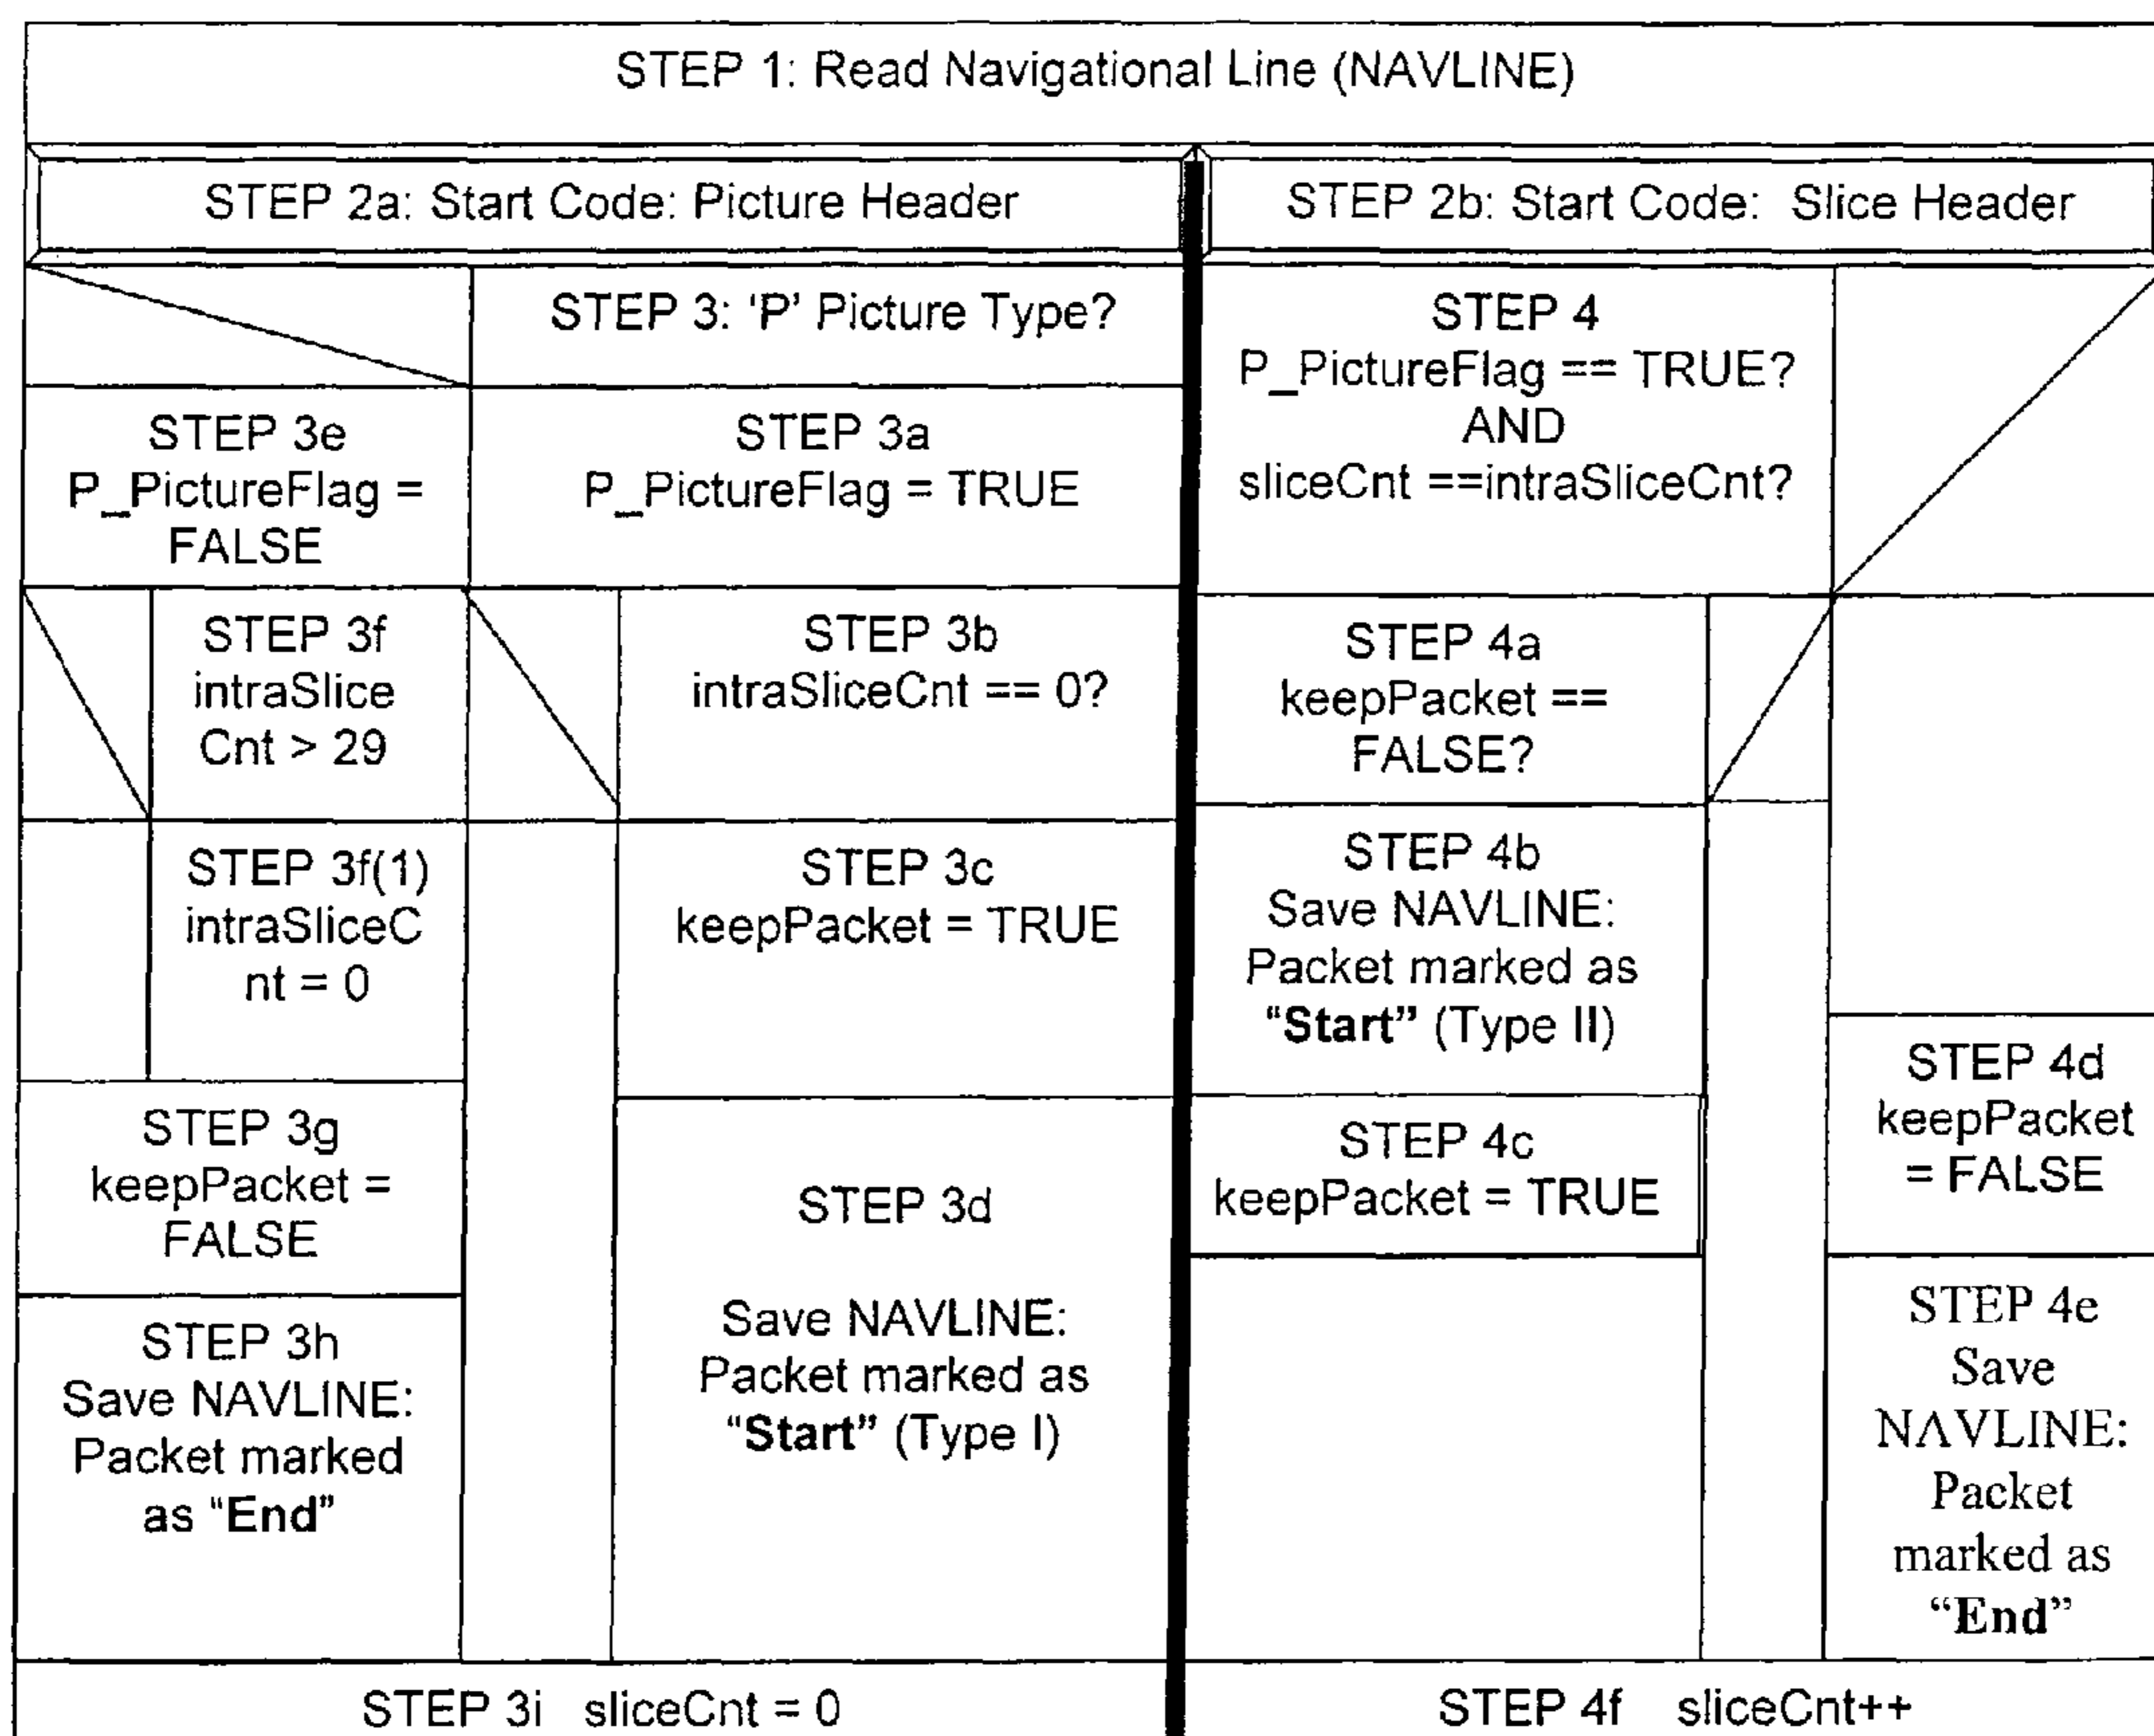 STEP 1: Read Navigational Line (NAVLINE)
STEP 2a: Start Code: Picture Header
STEP 2b: Start Code: Slice Header
STEP 3: ‘P’ Picture Type?
STEP 3e
P_PictureFlag =
FALSE
STEP 3a
P_PictureFlag = TRUE
STEP 3f
intraSlice
Cnt > 29
STEP 3b
intraSliceCnt == 0?
STEP 3f(1)
intraSliceC
nt = 0
STEP 3c
keepPacket = TRUE
STEP 3g
keepPacket =
FALSE
STEP 3d
Save NAVLINE:
Packet marked as
“Start” (Type I)
STEP 3h
Save NAVLINE:
Packet marked
as “End”
STEP 3i sliceCnt = 0
STEP 4
P_PictureFlag == TRUE?
AND
sliceCnt ==intraSliceCnt?
STEP 4a
keepPacket ==
FALSE?
STEP 4b
Save NAVLINE:
Packet marked as
“Start” (Type II)
STEP 4c
keepPacket = TRUE
STEP 4d
keepPacket
= FALSE
STEP 4e
Save
NAVLINE:
Packet
marked as
“End”
STEP 4f sliceCnt++